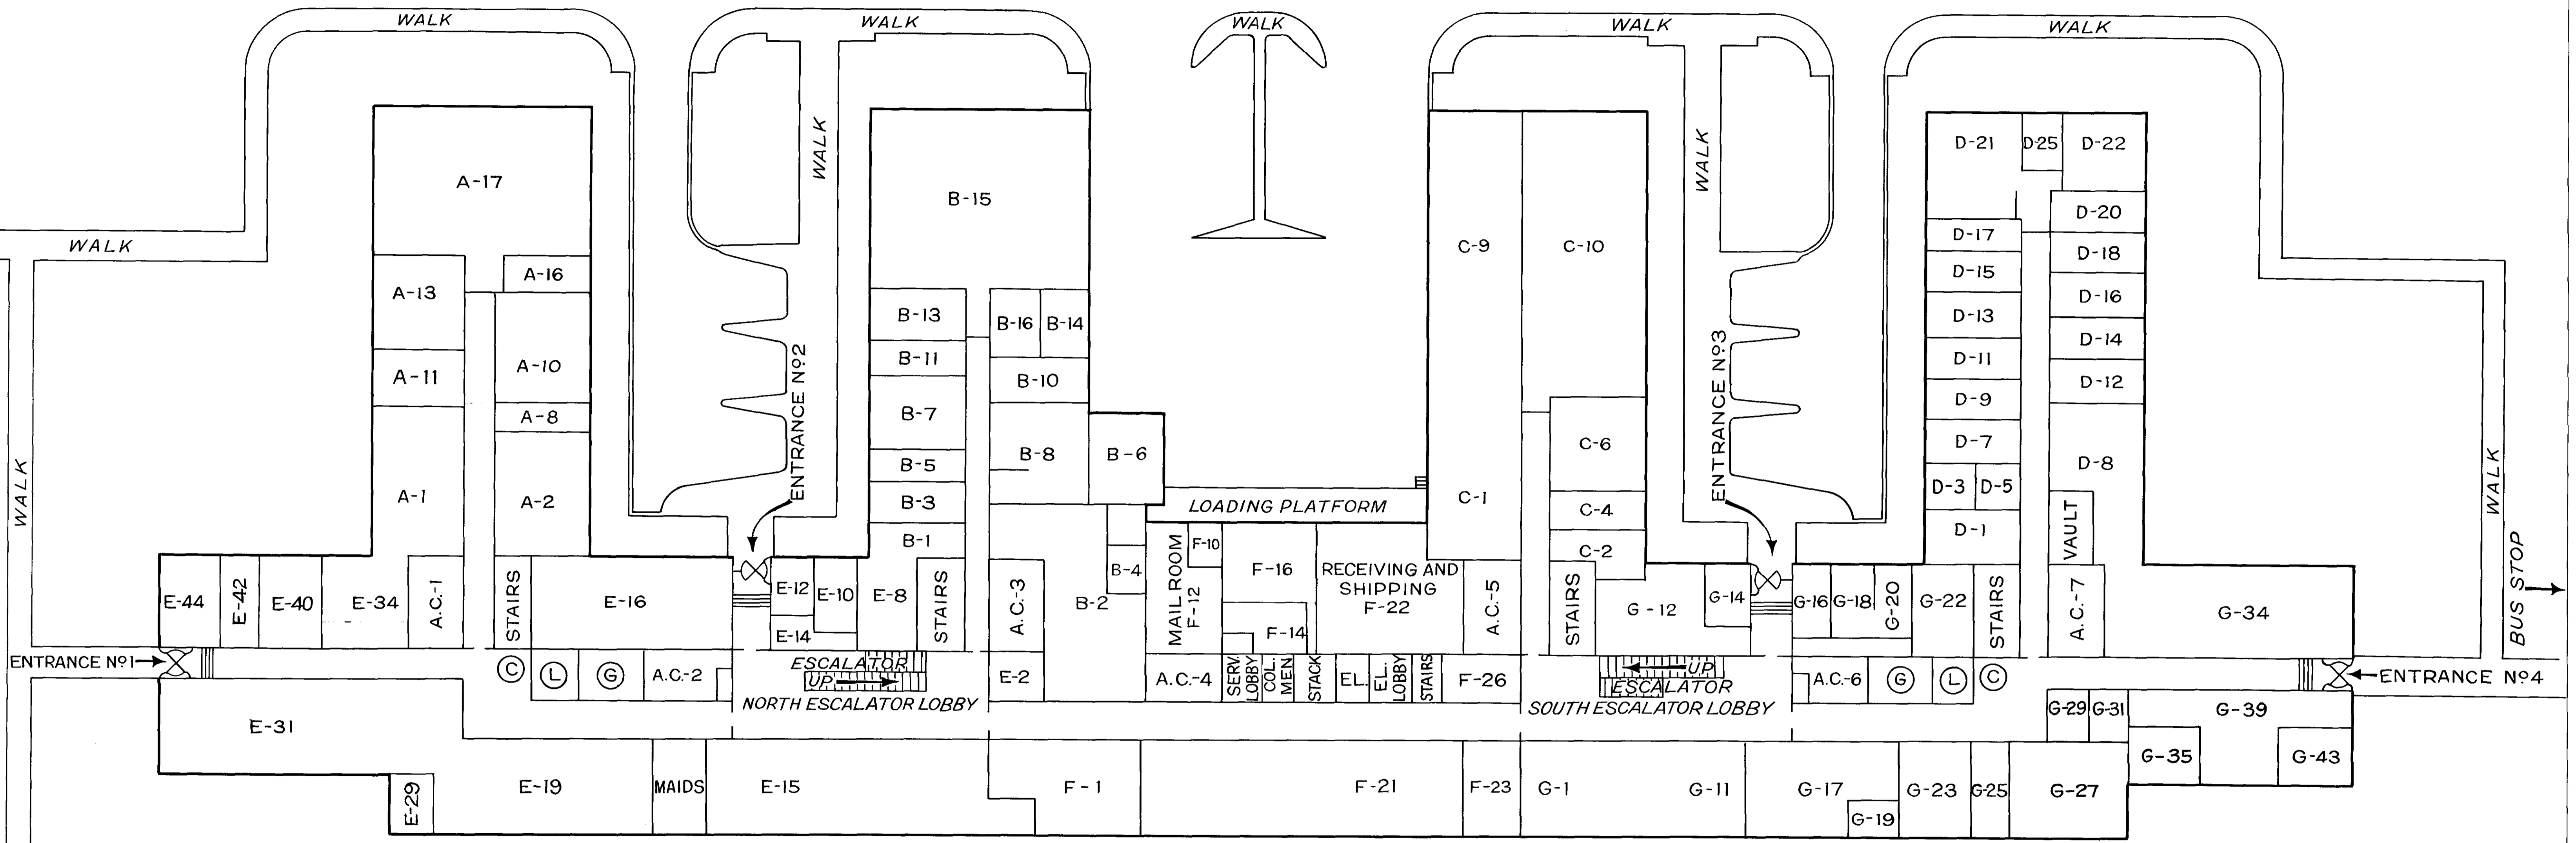 WALK
WALK
WALK
WALK
WALK
WALK
WALK
WALK
WALK
WALK
WALK
BUS STOP
ENTRANCE Nº1
ENTRANCE Nº2
ENTRANCE Nº3
ENTRANCE Nº4
A-17
A-16
A-13
A-11
A-10
A-8
A-1
A-2
B-15
B-13
B-16
B-14
B-11
B-10
B-7
B-8
B-6
B-5
B-3
B-1
B-4
B-2
LOADING PLATFORM
C-9
C-10
C-6
C-1
C-4
C-2
D-21
D-25
D-22
D-20
D-17
D-18
D-15
D-16
D-13
D-14
D-11
D-12
D-9
D-7
D-8
D-3
D-5
D-1
VAULT
E-44
E-42
E-40
E-34
A.C.-1
STAIRS
E-16
E-12
E-10
E-14
E-8
STAIRS
A.C.-3
MAIL ROOM
F-12
F-10
F-16
F-14
RECEIVING AND
SHIPPING
F-22
A.C.-5
STAIRS
G-12
G-14
G-16
G-18
G-20
G-22
STAIRS
A.C.-7
G-34
C
L
G
A.C.-2
ESCALATOR
UP
NORTH ESCALATOR LOBBY
E-2
A.C.-4
SERV.
LOBBY
COL.
MEN
STACK
EL.
EL.
LOBBY
STAIRS
F-26
UP
ESCALATOR
SOUTH ESCALATOR LOBBY
A.C.-6
G
L
C
E-31
E-29
E-19
MAIDS
E-15
F-1
F-21
F-23
G-1
G-11
G-17
G-19
G-23
G-25
G-27
G-29
G-31
G-39
G-35
G-43